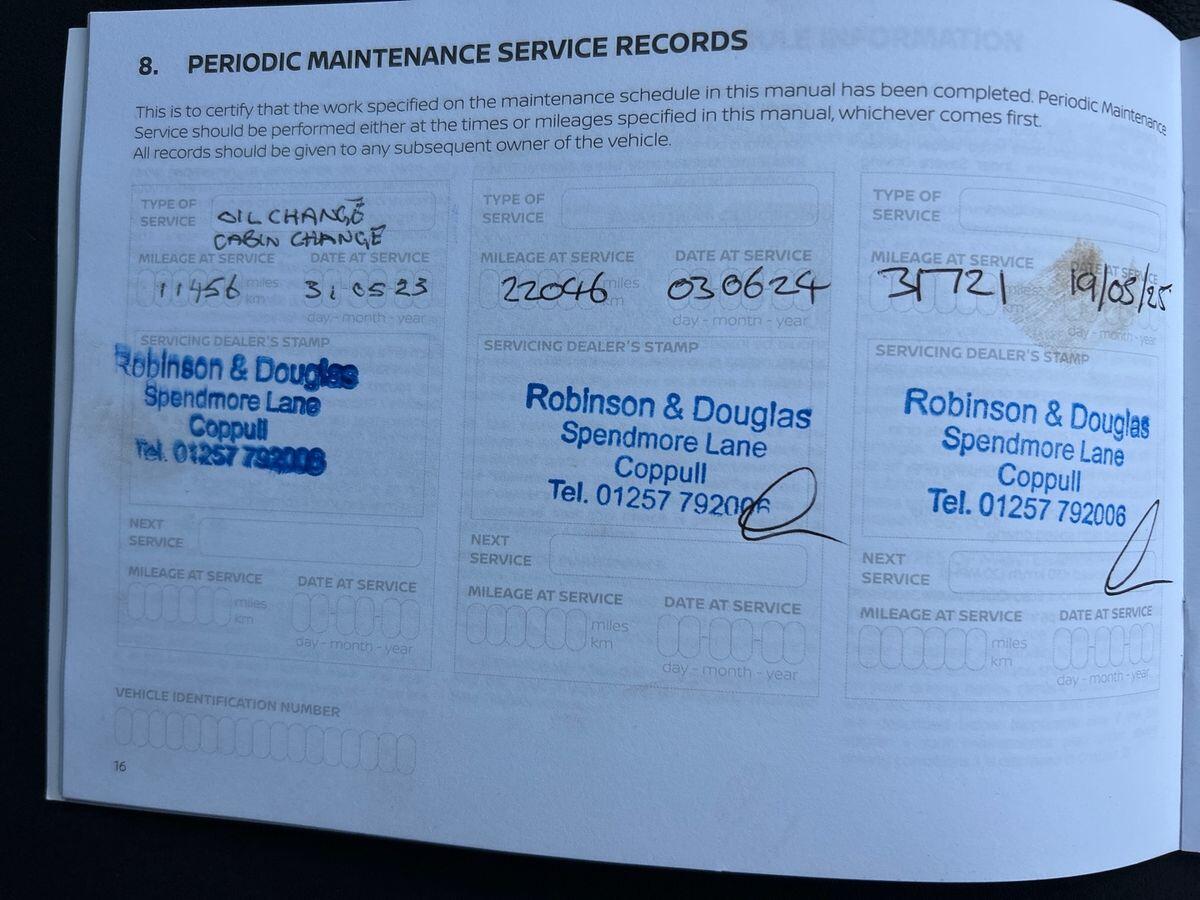 8. PERIODIC MAINTENANCE SERVICE RECORDS
This is to certify that the work specified on the maintenance schedule in this manual has been completed. Periodic Maintenance
Service should be performed either at the times or mileages specified in this manual, whichever comes first.
All records should be given to any subsequent owner of the vehicle.
TYPE OF
SERVICE
OIL CHANGE
CABIN CHANGE
MILEAGE AT SERVICE DATE AT SERVICE
11456 miles
km
31 05 23
day - month - year
SERVICING DEALER'S STAMP
Robinson & Douglas
Spendmore Lane
Coppull
Tel. 01257 792006
NEXT
SERVICE
MILEAGE AT SERVICE DATE AT SERVICE
miles
km
day - month - year
VEHICLE IDENTIFICATION NUMBER
16
TYPE OF
SERVICE
MILEAGE AT SERVICE DATE AT SERVICE
22046 miles
km
030624
day - month - year
SERVICING DEALER'S STAMP
Robinson & Douglas
Spendmore Lane
Coppull
Tel. 01257 792006
NEXT
SERVICE
MILEAGE AT SERVICE DATE AT SERVICE
miles
km
day - month - year
TYPE OF
SERVICE
MILEAGE AT SERVICE DATE AT SERVICE
31721 miles
km
day - month - year
SERVICING DEALER'S STAMP
Robinson & Douglas
Spendmore Lane
Coppull
Tel. 01257 792006
NEXT
SERVICE
MILEAGE AT SERVICE DATE AT SERVICE
miles
km
day - month - year